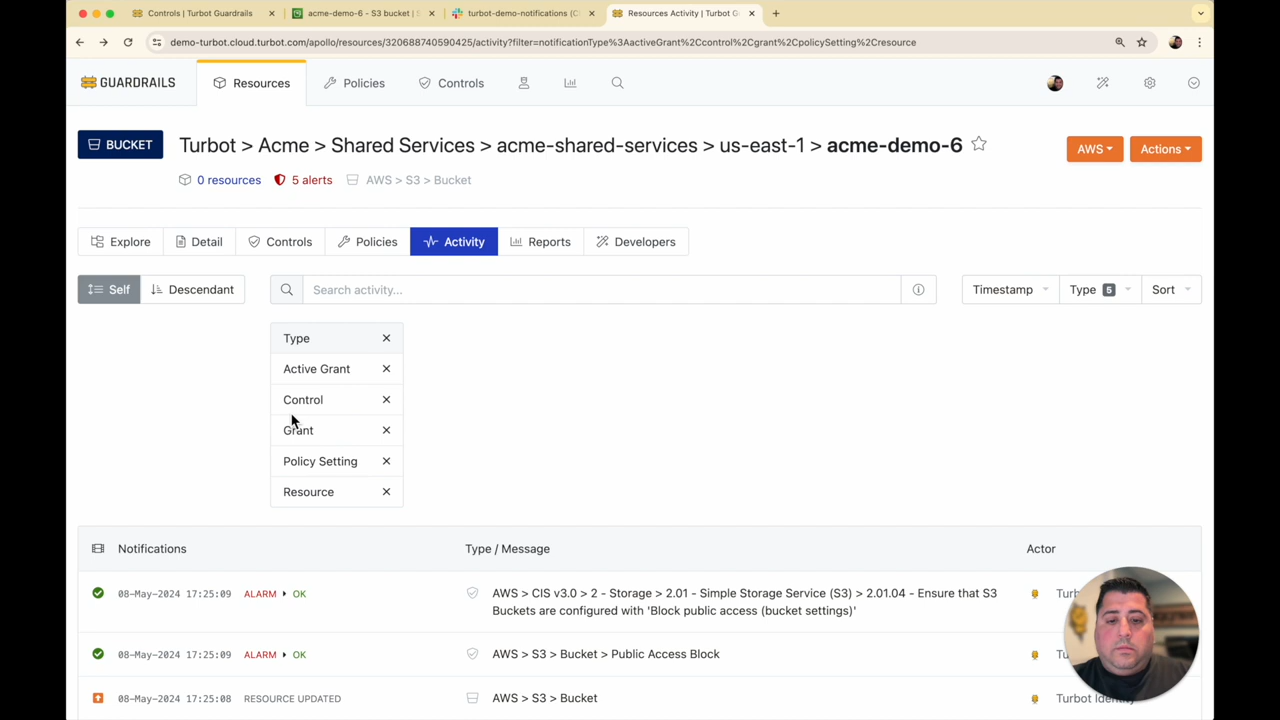 Controls | Turbot Guardrails
acme-demo-6 - S3 bucket | S
turbot-demo-notifications (C
Resources Activity | Turbot G
demo-turbot.cloud.turbot.com/apollo/resources/320688740590425/activity?filter=notificationType%3AactiveGrant%2Ccontrol%2Cgrant%2CpolicySetting%2Cresource
GUARDRAILS
Resources
Policies
Controls
BUCKET
Turbot > Acme > Shared Services > acme-shared-services > us-east-1 > acme-demo-6
AWS
Actions
0 resources
5 alerts
AWS > S3 > Bucket
Explore
Detail
Controls
Policies
Activity
Reports
Developers
Self
Descendant
Search activity...
Timestamp
Type 5
Sort
Type
Active Grant
Control
Grant
Policy Setting
Resource
Notifications
Type / Message
Actor
08-May-2024 17:25:09 ALARM OK
AWS > CIS v3.0 > 2 - Storage > 2.01 - Simple Storage Service (S3) > 2.01.04 - Ensure that S3
Buckets are configured with 'Block public access (bucket settings)'
08-May-2024 17:25:09 ALARM OK
AWS > S3 > Bucket > Public Access Block
08-May-2024 17:25:08 RESOURCE UPDATED
AWS > S3 > Bucket
Turbot